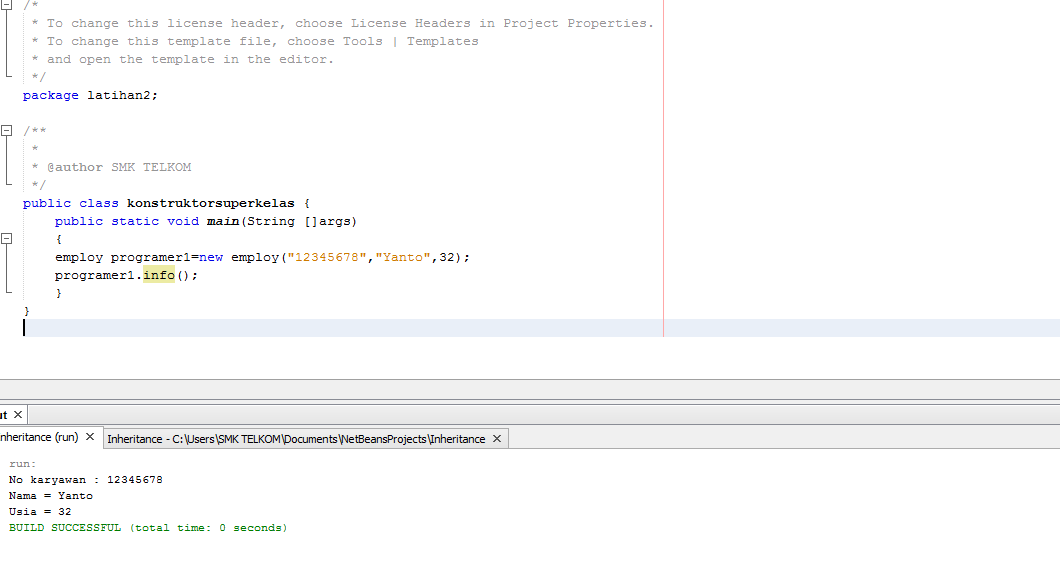 /*
 * To change this license header, choose License Headers in Project Properties.
 * To change this template file, choose Tools | Templates
 * and open the template in the editor.
 */
package latihan2;
/**
 *
 * @author SMK TELKOM
 */
public class konstruktorsuperkelas {
    public static void main(String []args)
    {
    employ programer1=new employ("12345678","Yanto",32);
    programer1.info();
    }
}
ut ×
nheritance (run) × Inheritance - C:\Users\SMK TELKOM\Documents\NetBeansProjects\Inheritance ×
run:
No karyawan : 12345678
Nama = Yanto
Usia = 32
BUILD SUCCESSFUL (total time: 0 seconds)